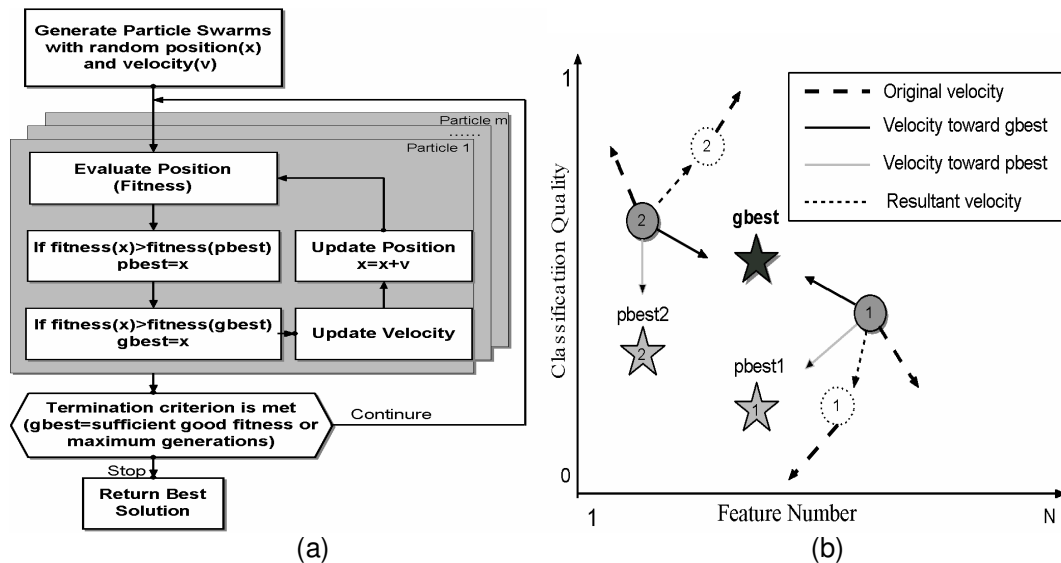 Generate Particle Swarms
with random position(x)
and velocity(v)
Particle m
......
Particle 1
Evaluate Position
(Fitness)
If fitness(x)>fitness(pbest)
pbest=x
Update Position
x=x+v
If fitness(x)>fitness(gbest)
gbest=x
Update Velocity
Termination criterion is met
(gbest=sufficient good fitness or
maximum generations)
Continure
Stop
Return Best
Solution
(a)
1
Classification Quality
0
1
Feature Number
N
Original velocity
Velocity toward gbest
Velocity toward pbest
Resultant velocity
2
2
gbest
pbest2
2
1
pbest1
1
1
(b)